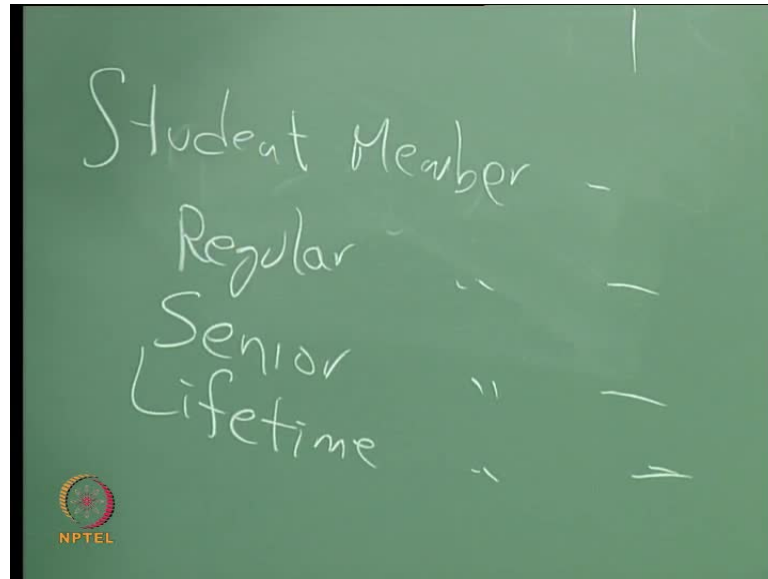 Student Member -
Regular " -
Senior " -
Lifetime " -
NPTEL